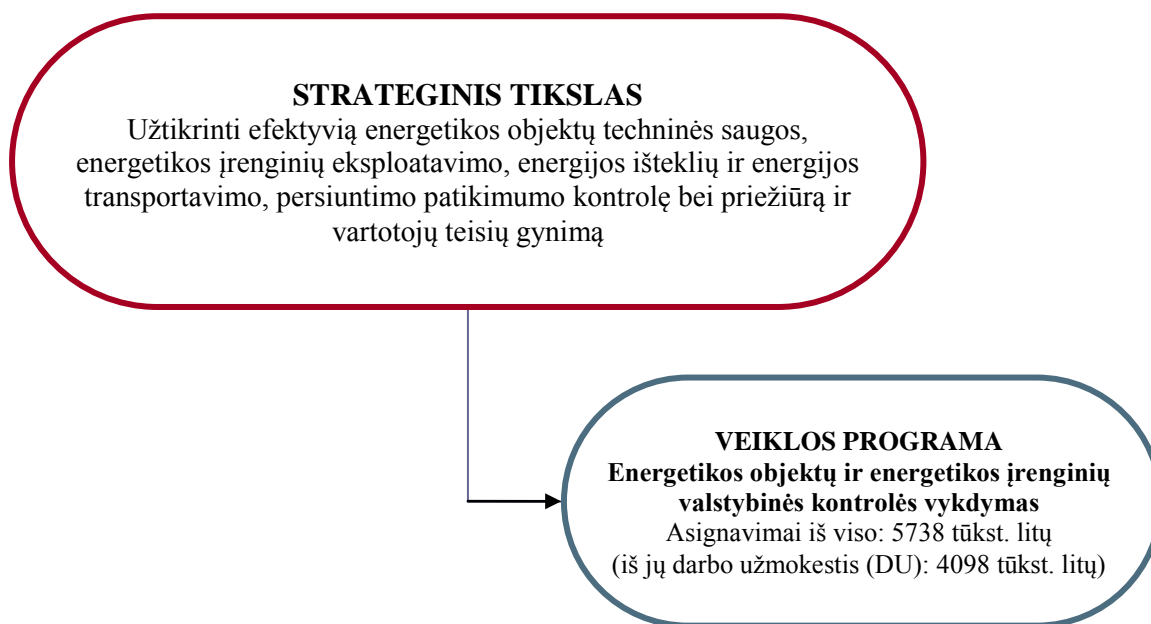 STRATEGINIS TIKSLAS
Užtikrinti efektyvią energetikos objektų techninės saugos,
energetikos įrenginių eksploatavimo, energijos išteklių ir energijos
transportavimo, persiuntimo patikimumo kontrolę bei priežiūrą ir
vartotojų teisių gynimą
VEIKLOS PROGRAMA
Energetikos objektų ir energetikos įrenginių
valstybinės kontrolės vykdymas
Asignavimai iš viso: 5738 tūkst. litų
(iš jų darbo užmokestis (DU): 4098 tūkst. litų)